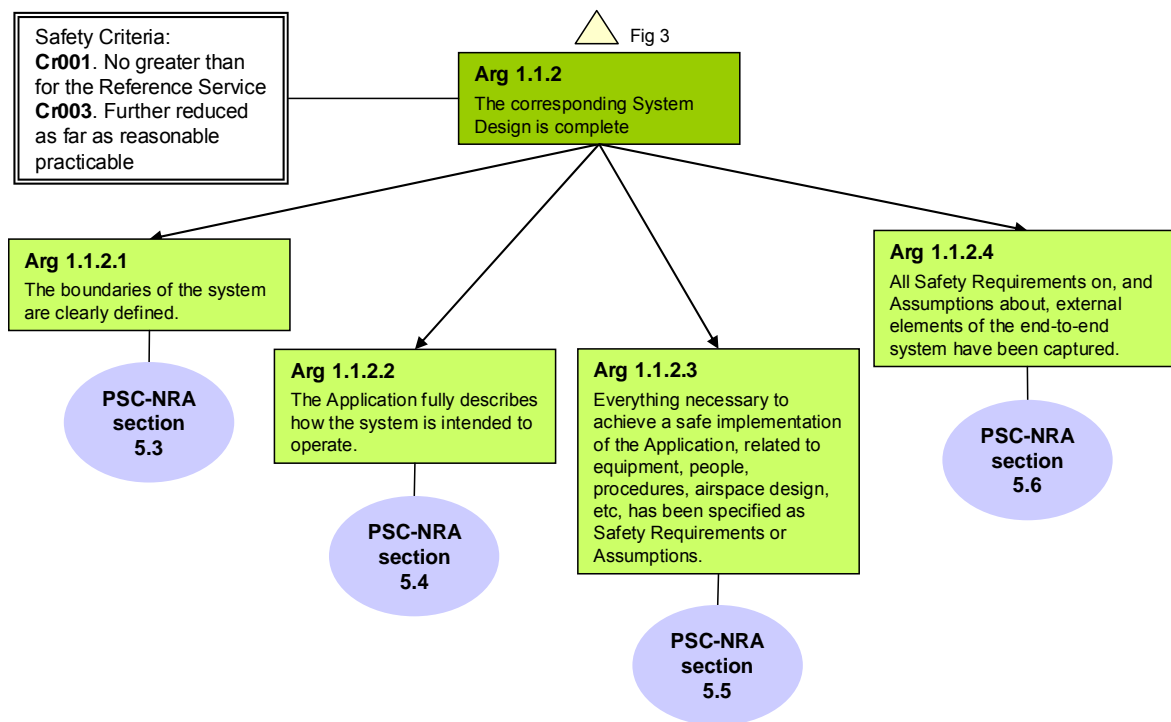 Safety Criteria:
Cr001. No greater than
for the Reference Service
Cr003. Further reduced
as far as reasonable
practicable
Fig 3
Arg 1.1.2
The corresponding System
Design is complete
Arg 1.1.2.1
The boundaries of the system
are clearly defined.
PSC-NRA
section
5.3
Arg 1.1.2.2
The Application fully describes
how the system is intended to
operate.
PSC-NRA
section
5.4
Arg 1.1.2.3
Everything necessary to
achieve a safe implementation
of the Application, related to
equipment, people,
procedures, airspace design,
etc, has been specified as
Safety Requirements or
Assumptions.
PSC-NRA
section
5.5
Arg 1.1.2.4
All Safety Requirements on, and
Assumptions about, external
elements of the end-to-end
system have been captured.
PSC-NRA
section
5.6